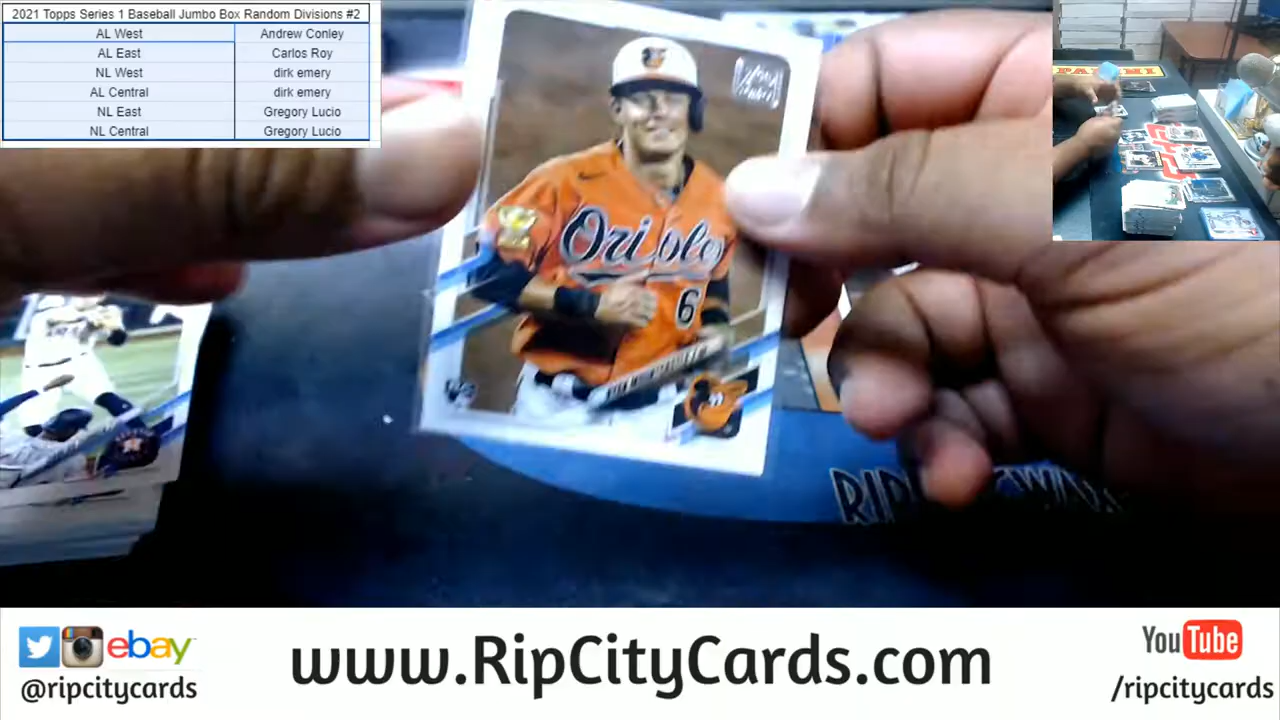 2021 Topps Series 1 Baseball Jumbo Box Random Divisions #2
AL West Andrew Conley
AL East Carlos Roy
NL West dirk emery
AL Central dirk emery
NL East Gregory Lucio
NL Central Gregory Lucio
PANINI
Orioles
6
ebay
@ripcitycards
www.RipCityCards.com
YouTube
/ripcitycards